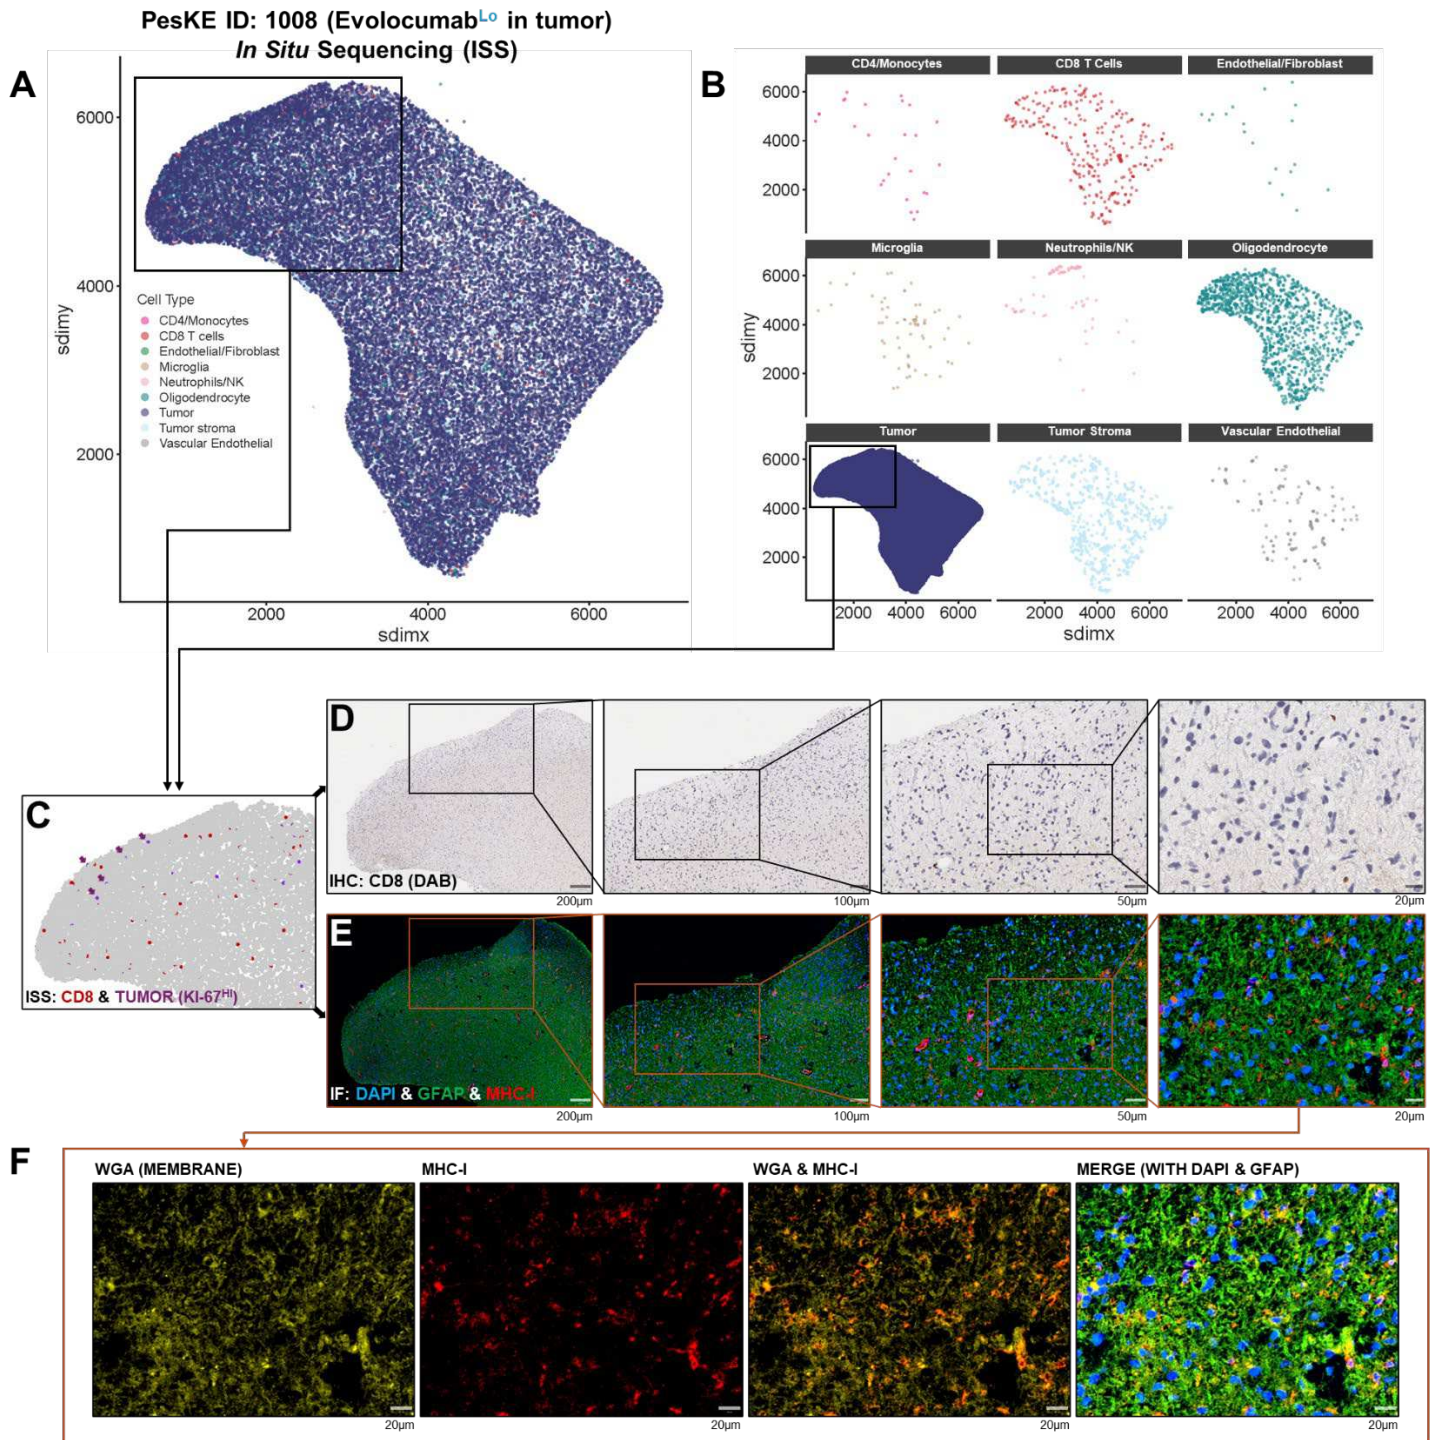 PesKE ID: 1008 (Evolocumab^Lo in tumor)
In Situ Sequencing (ISS)
A
6000
4000
2000
sdimy
Cell Type
CD4/Monocytes
CD8 T cells
Endothelial/Fibroblast
Microglia
Neutrophils/NK
Oligodendrocyte
Tumor
Tumor stroma
Vascular Endothelial
2000 4000 6000
sdimx
B
CD4/Monocytes CD8 T Cells Endothelial/Fibroblast
6000
4000
2000
Microglia Neutrophils/NK Oligodendrocyte
6000
4000
2000
sdimy
Tumor Tumor Stroma Vascular Endothelial
6000
4000
2000
2000 4000 6000 2000 4000 6000 2000 4000 6000
sdimx
C
ISS: CD8 & TUMOR (KI-67^HI)
D
IHC: CD8 (DAB)
200µm 100µm 50µm 20µm
E
IF: DAPI & GFAP & MHC-I
200µm 100µm 50µm 20µm
F
WGA (MEMBRANE) MHC-I WGA & MHC-I MERGE (WITH DAPI & GFAP)
20µm 20µm 20µm 20µm